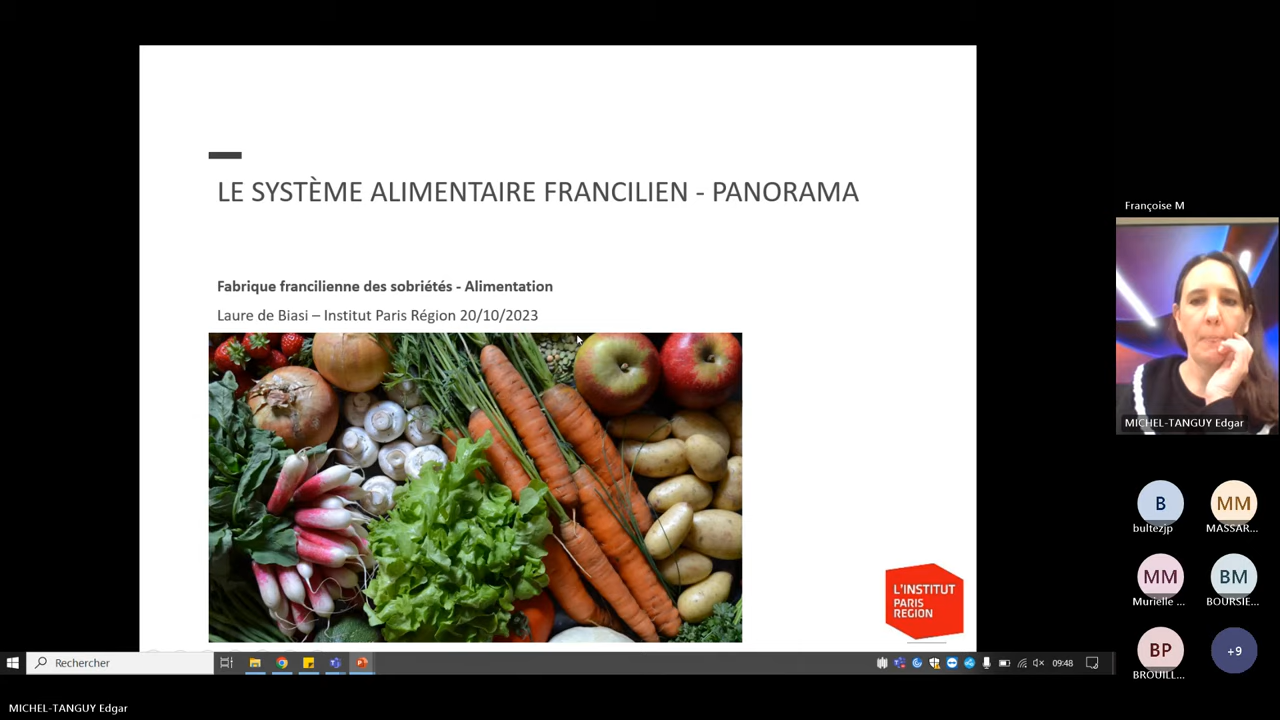 LE SYSTÈME ALIMENTAIRE FRANCILIEN - PANORAMA
Fabrique francilienne des sobriétés - Alimentation
Laure de Biasi – Institut Paris Région 20/10/2023
L'INSTITUT
PARIS
REGION
Rechercher
09:48
Françoise M
MICHEL-TANGUY Edgar
B
bultezjp
MM
MASSAR...
MM
Murielle ...
BM
BOURSIE...
BP
BROUILL...
+9
MICHEL-TANGUY Edgar